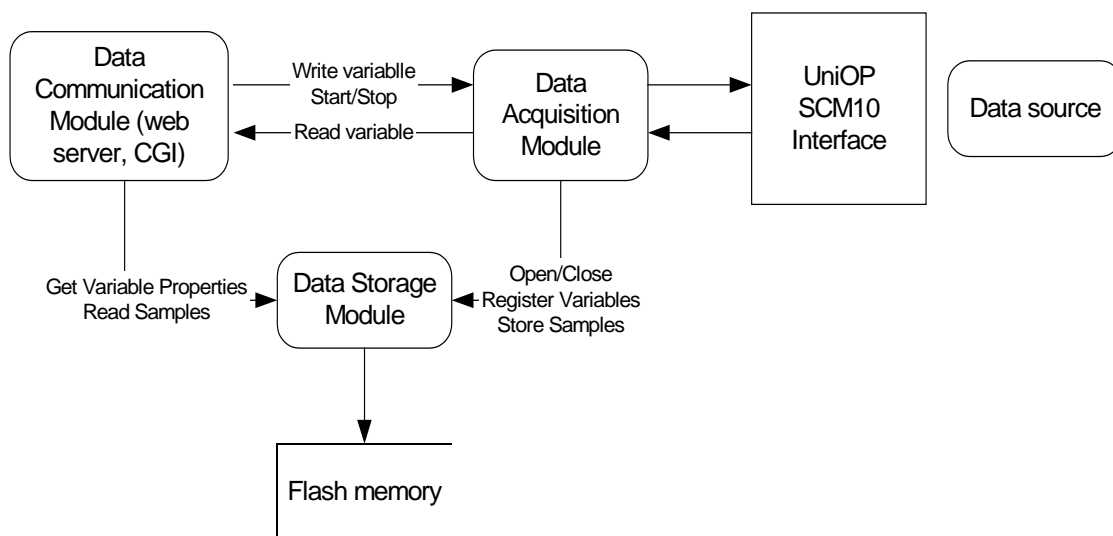 Data
Communication
Module (web
server, CGI)
Write variablle
Start/Stop
Read variable
Data
Acquisition
Module
UniOP
SCM10
Interface
Data source
Get Variable Properties
Read Samples
Data Storage
Module
Open/Close
Register Variables
Store Samples
Flash memory